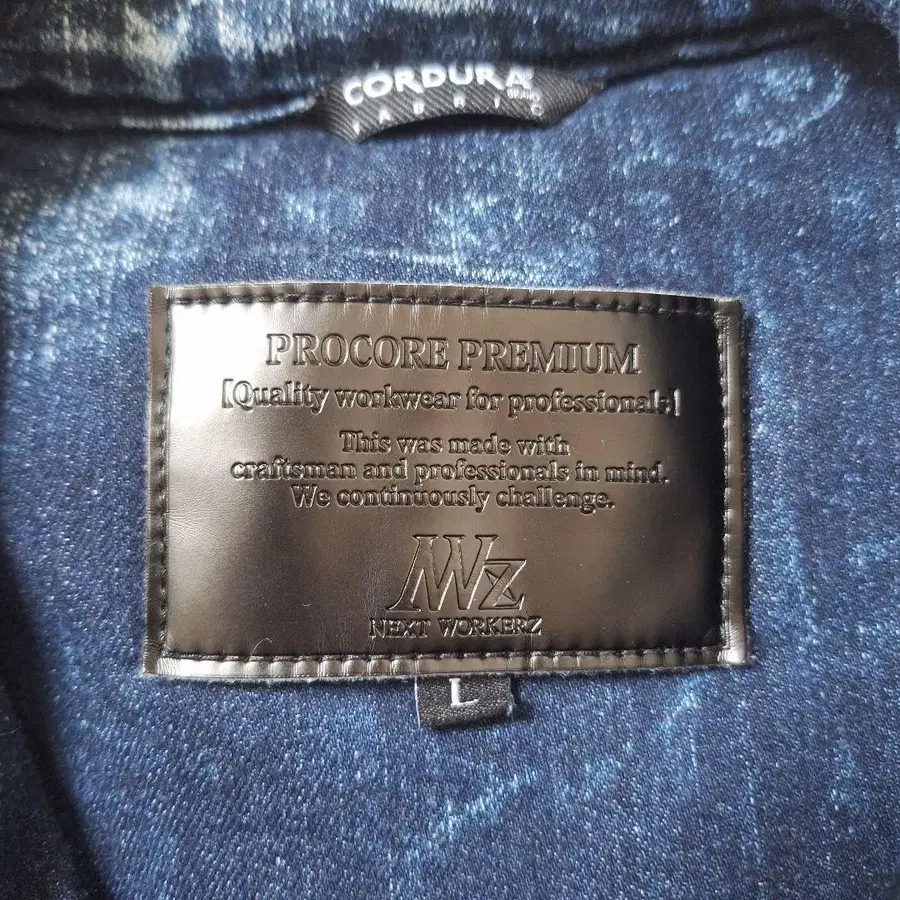 CORDURA
FABRIC
PROCORE PREMIUM
[Quality workwear for professionals]
This was made with
craftsman and professionals in mind.
We continuously challenge.
NWZ
NEXT WORKERZ
L